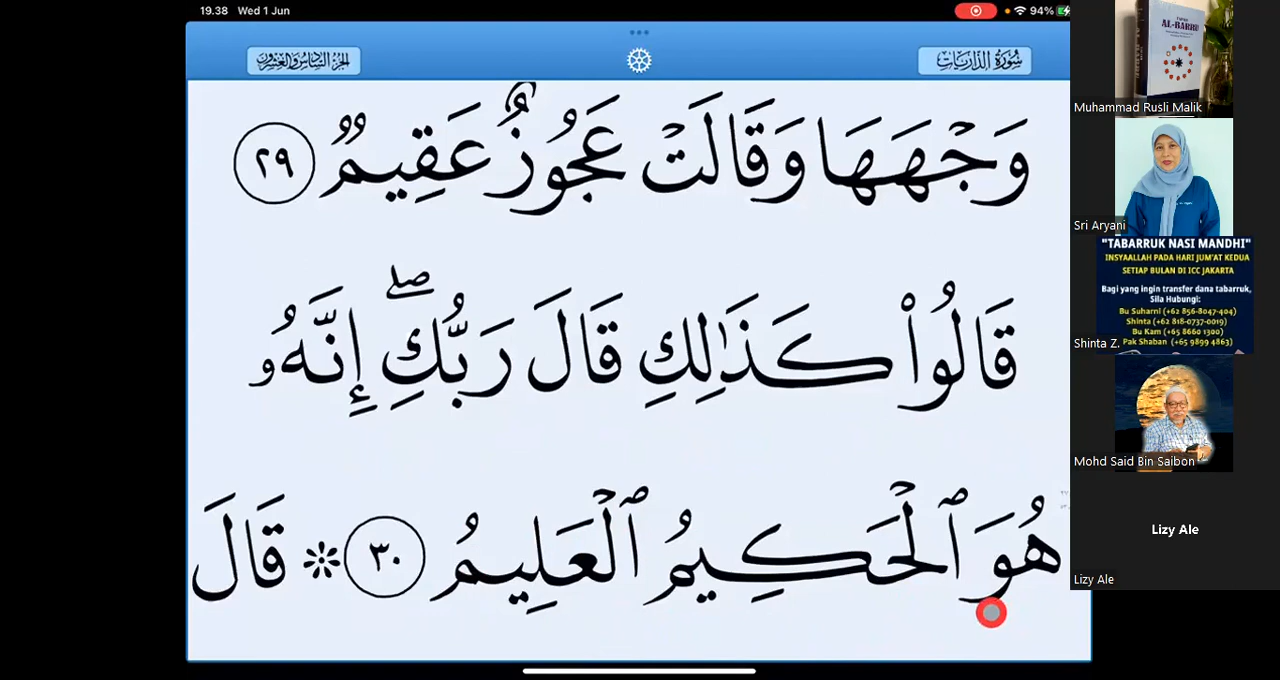 19.38 Wed 1 Jun
94%
الجزء السادس والعشرون
سورة الذاريات
وَجْهَهَا وَقَالَتْ عَجُوزٌ عَقِيمٌ ٢٩
قَالُوا۟ كَذَٰلِكِ قَالَ رَبُّكِ ۖ إِنَّهُۥ
هُوَ ٱلْحَكِيمُ ٱلْعَلِيمُ ٣٠ ۞ قَالَ
AL-BARRU
Muhammad Rusli Malik
Sri Aryani
"TABARRUK NASI MANDHI"
INSYAALLAH PADA HARI JUM'AT KEDUA
SETIAP BULAN DI ICC JAKARTA
Bagi yang ingin transfer dana tabarruk,
Sila Hubungi:
Bu Suharni (+62 856-8047-404)
Shinta (+62 818-0737-0019)
Bu Kam (+65 8660 1300)
Pak Shaban (+65 9899 4863)
Shinta Z.
Mohd Said Bin Saibon
Lizy Ale
Lizy Ale